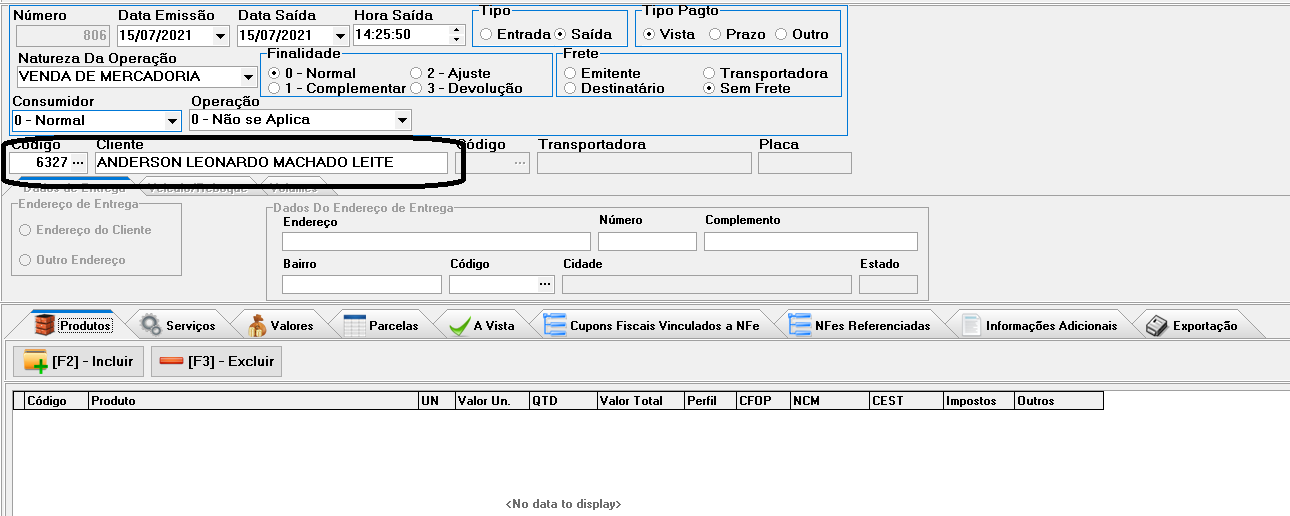 Número Data Emissão Data Saída Hora Saída Tipo Tipo Pagto
806 15/07/2021 15/07/2021 14:25:50 Entrada Saída Vista Prazo Outro
Natureza Da Operação Finalidade Frete
VENDA DE MERCADORIA 0 - Normal 2 - Ajuste Emitente Transportadora
1 - Complementar 3 - Devolução Destinatário Sem Frete
Consumidor Operação
0 - Normal 0 - Não se Aplica
Código Cliente Código Transportadora Placa
6327 ... ANDERSON LEONARDO MACHADO LEITE ...
Dados de Entrega Veículo/Reboque Volumes
Endereço de Entrega Dados Do Endereço de Entrega
Endereço Número Complemento
Endereço do Cliente
Outro Endereço Bairro Código Cidade Estado
...
Produtos Serviços Valores Parcelas A Vista Cupons Fiscais Vinculados a NFe NFes Referenciadas Informações Adicionais Exportação
[F2] - Incluir [F3] - Excluir
Código Produto UN Valor Un. QTD Valor Total Perfil CFOP NCM CEST Impostos Outros
<No data to display>